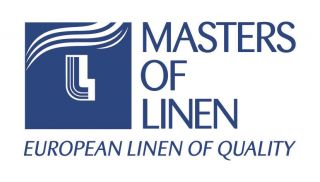 MASTERS
OF
LINEN
EUROPEAN LINEN OF QUALITY